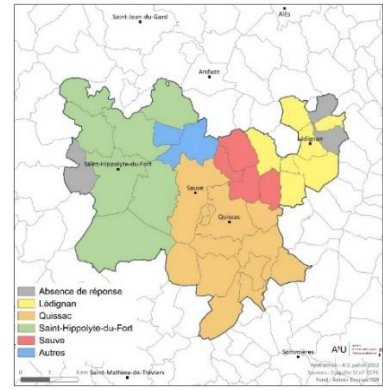 Saint-Jean-du-Gard
Alès
Anduze
Lédignan
Saint-Hippolyte-du-Fort
Sauve
Quissac
Absence de réponse
Lédignan
Quissac
Saint-Hippolyte-du-Fort
Sauve
Autres
Sommières
A'U
Saint-Mathieu-de-Tréviers